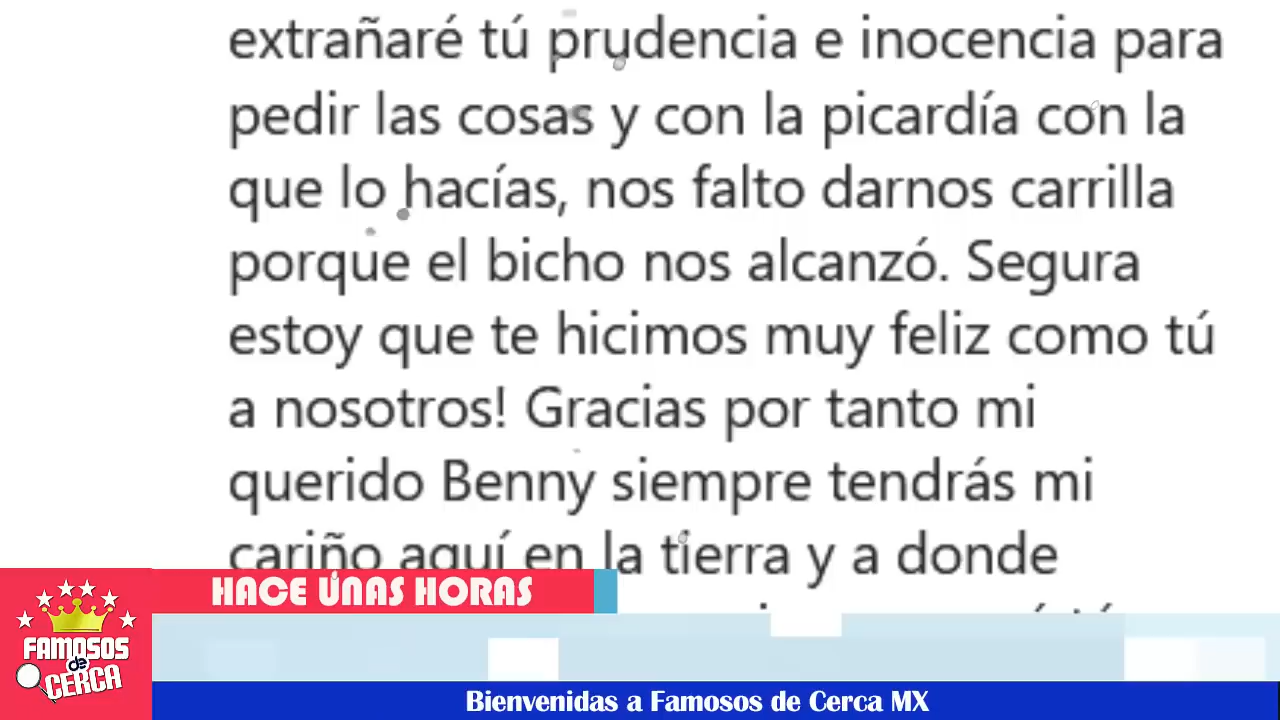 extrañaré tú prudencia e inocencia para
pedir las cosas y con la picardía con la
que lo hacías, nos falto darnos carrilla
porque el bicho nos alcanzó. Segura
estoy que te hicimos muy feliz como tú
a nosotros! Gracias por tanto mi
querido Benny siempre tendrás mi
cariño aquí en la tierra y a donde
HACE ÚNAS HORAS
FAMOSOS
de
CERCA
Bienvenidas a Famosos de Cerca MX